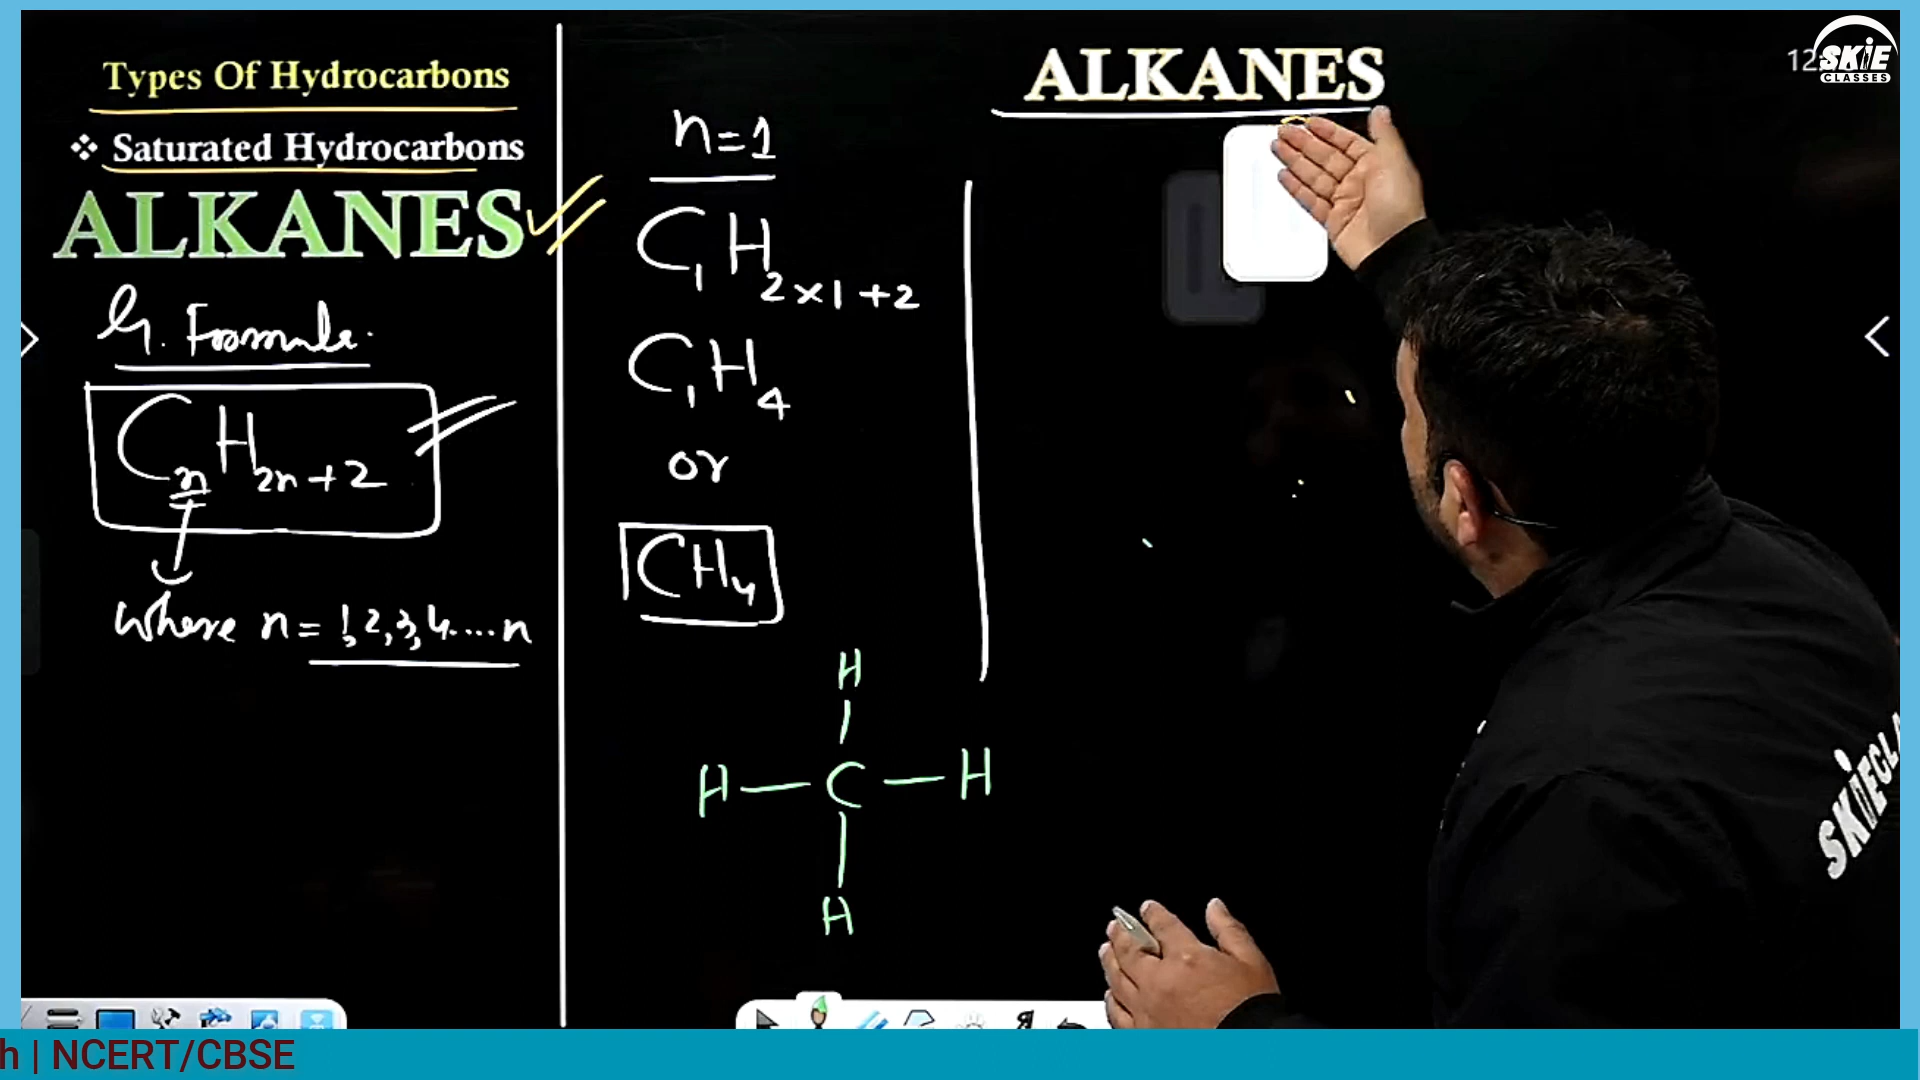 Types Of Hydrocarbons
❖ Saturated Hydrocarbons
ALKANES
G. Formula.
CnH2n+2
Where n = 1,2,3,4....n
n=1
C1H2×1+2
C1H4
or
CH4
H
H—C—H
H
ALKANES
12
SKIE
CLASSES
SKIECLA
h | NCERT/CBSE